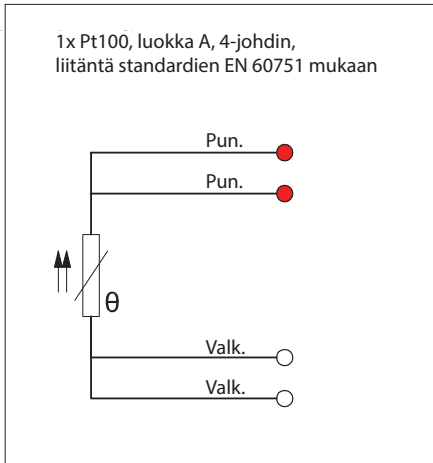 1x Pt100, luokka A, 4-johdin,
liitäntä standardien EN 60751 mukaan
Pun.
Pun.
θ
Valk.
Valk.